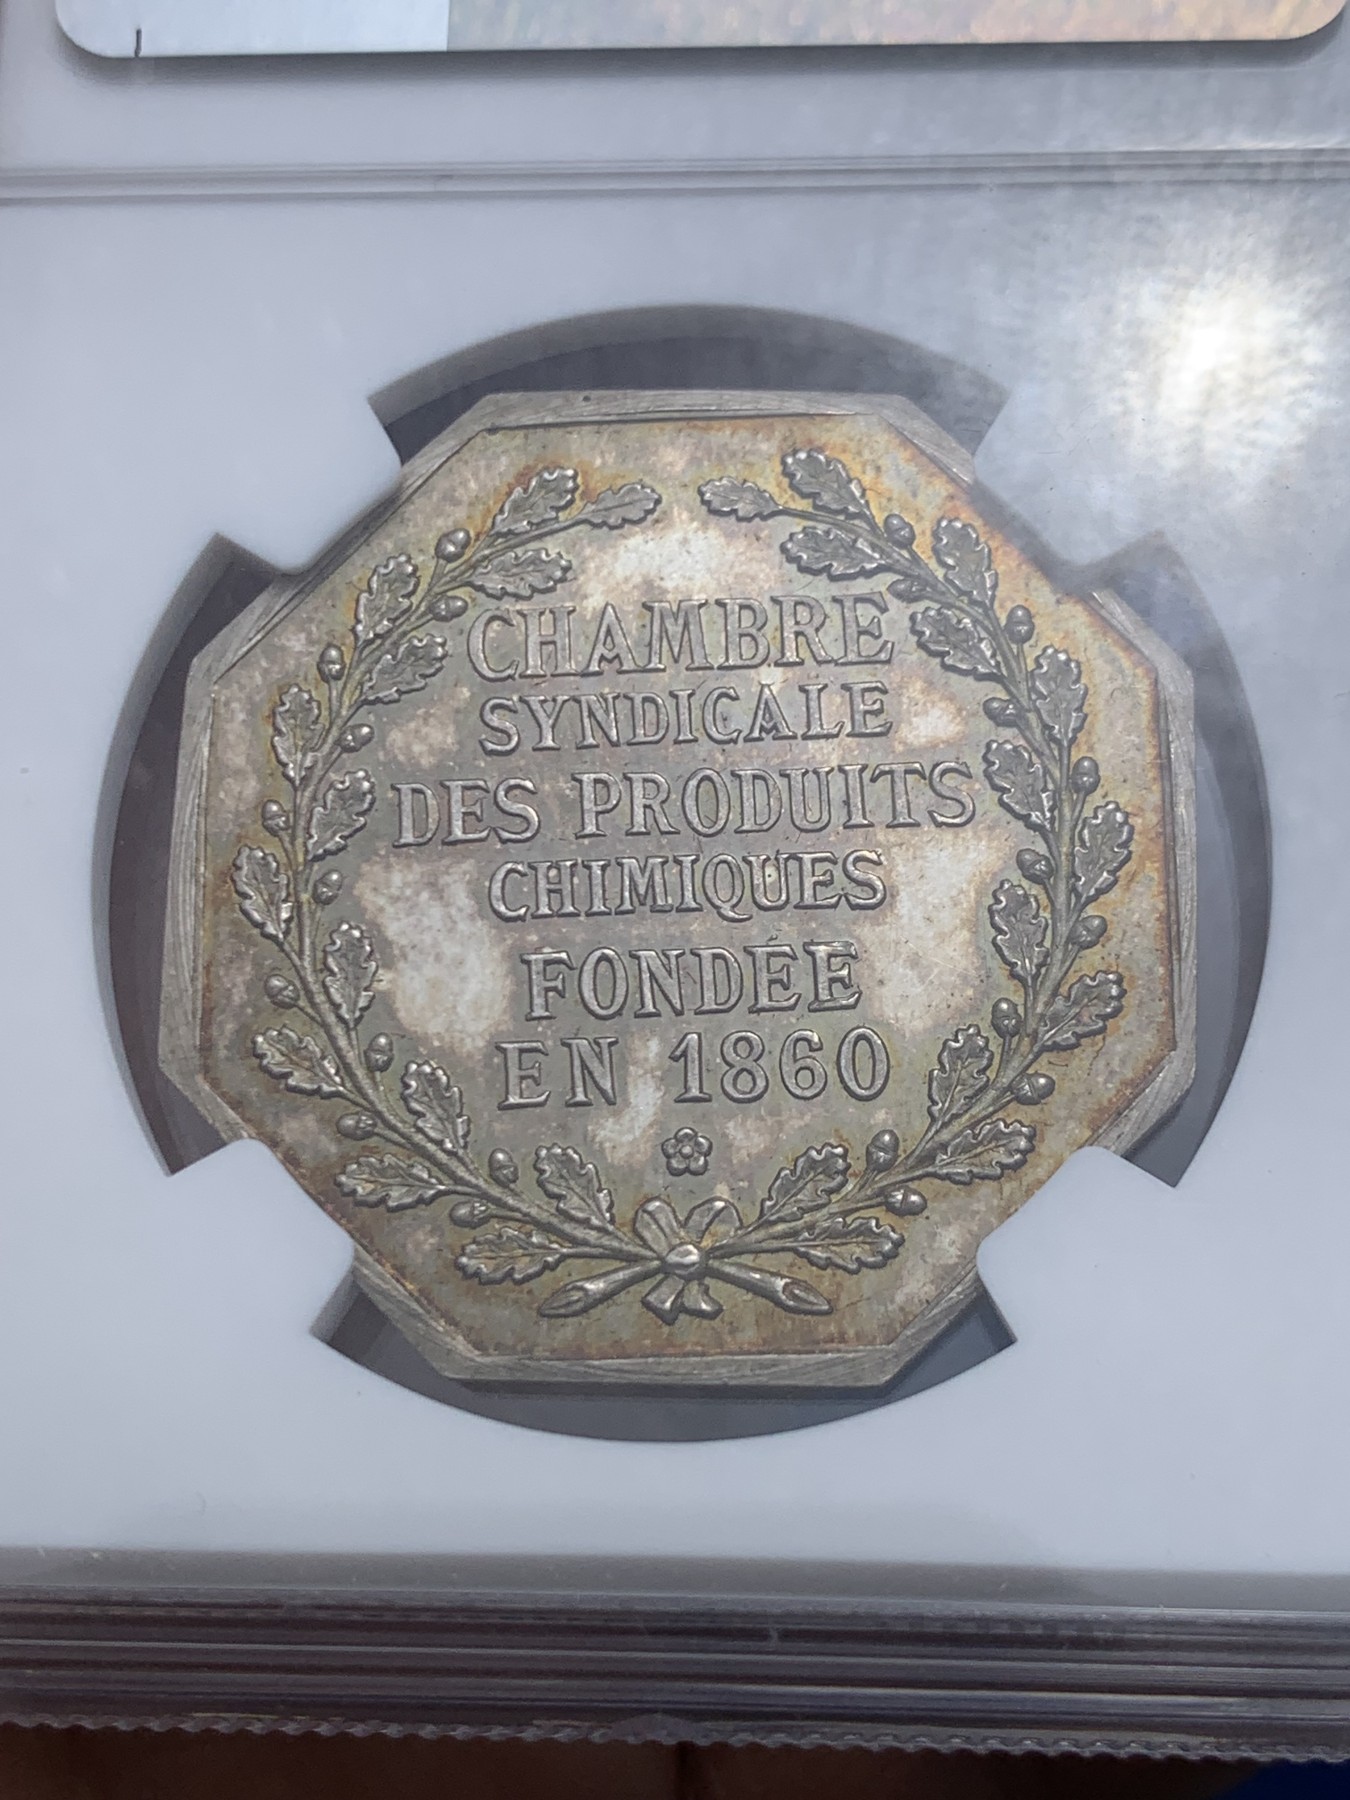 CHAMBRE
SYNDICALE
DES PRODUITS
CHIMIQUES
FONDÉE
EN 1860